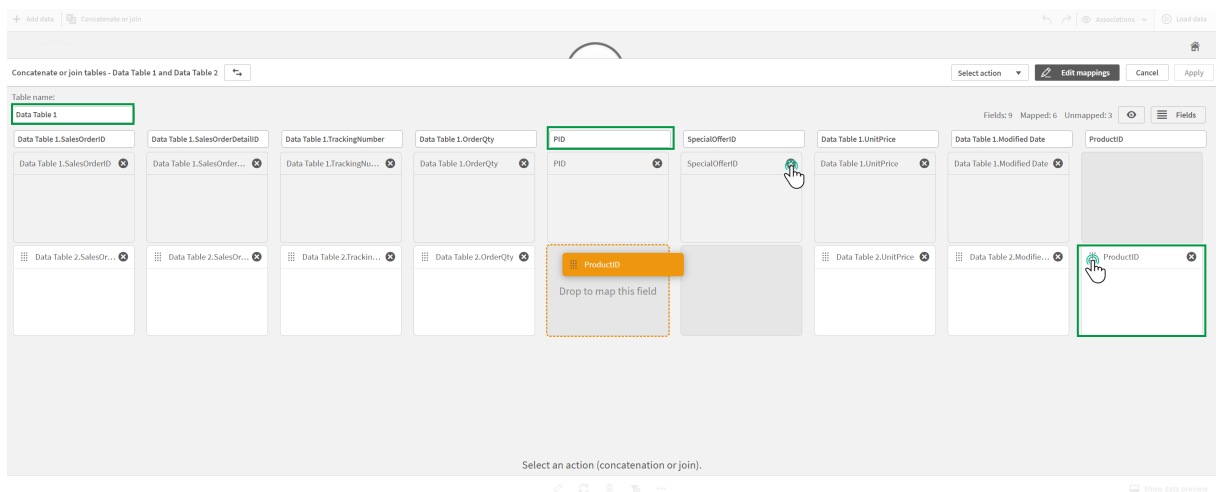 Add data Concatenate or join Associations Load data
Concatenate or join tables - Data Table 1 and Data Table 2 Select action Edit mappings Cancel Apply
Table name:
Data Table 1 Fields: 9 Mapped: 6 Unmapped: 3 Fields
Data Table 1.SalesOrderID Data Table 1.SalesOrderDetailID Data Table 1.TrackingNumber Data Table 1.OrderQty PID SpecialOfferID Data Table 1.UnitPrice Data Table 1.Modified Date ProductID
Data Table 1.SalesOrderID Data Table 1.SalesOrder... Data Table 1.TrackingNu... Data Table 1.OrderQty PID SpecialOfferID Data Table 1.UnitPrice Data Table 1.Modified Date
Data Table 2.SalesOr... Data Table 2.SalesOr... Data Table 2.Trackin... Data Table 2.OrderQty ProductID Data Table 2.UnitPrice Data Table 2.Modifie... ProductID
Drop to map this field
Select an action (concatenation or join).
Show data preview